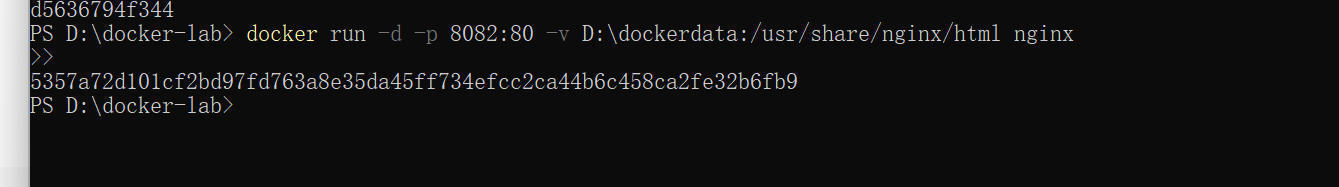 d5636794f344
PS D:\docker-lab> docker run -d -p 8082:80 -v D:\dockerdata:/usr/share/nginx/html nginx
>>
5357a72d101cf2bd97fd763a8e35da45ff734efcc2ca44b6c458ca2fe32b6fb9
PS D:\docker-lab>